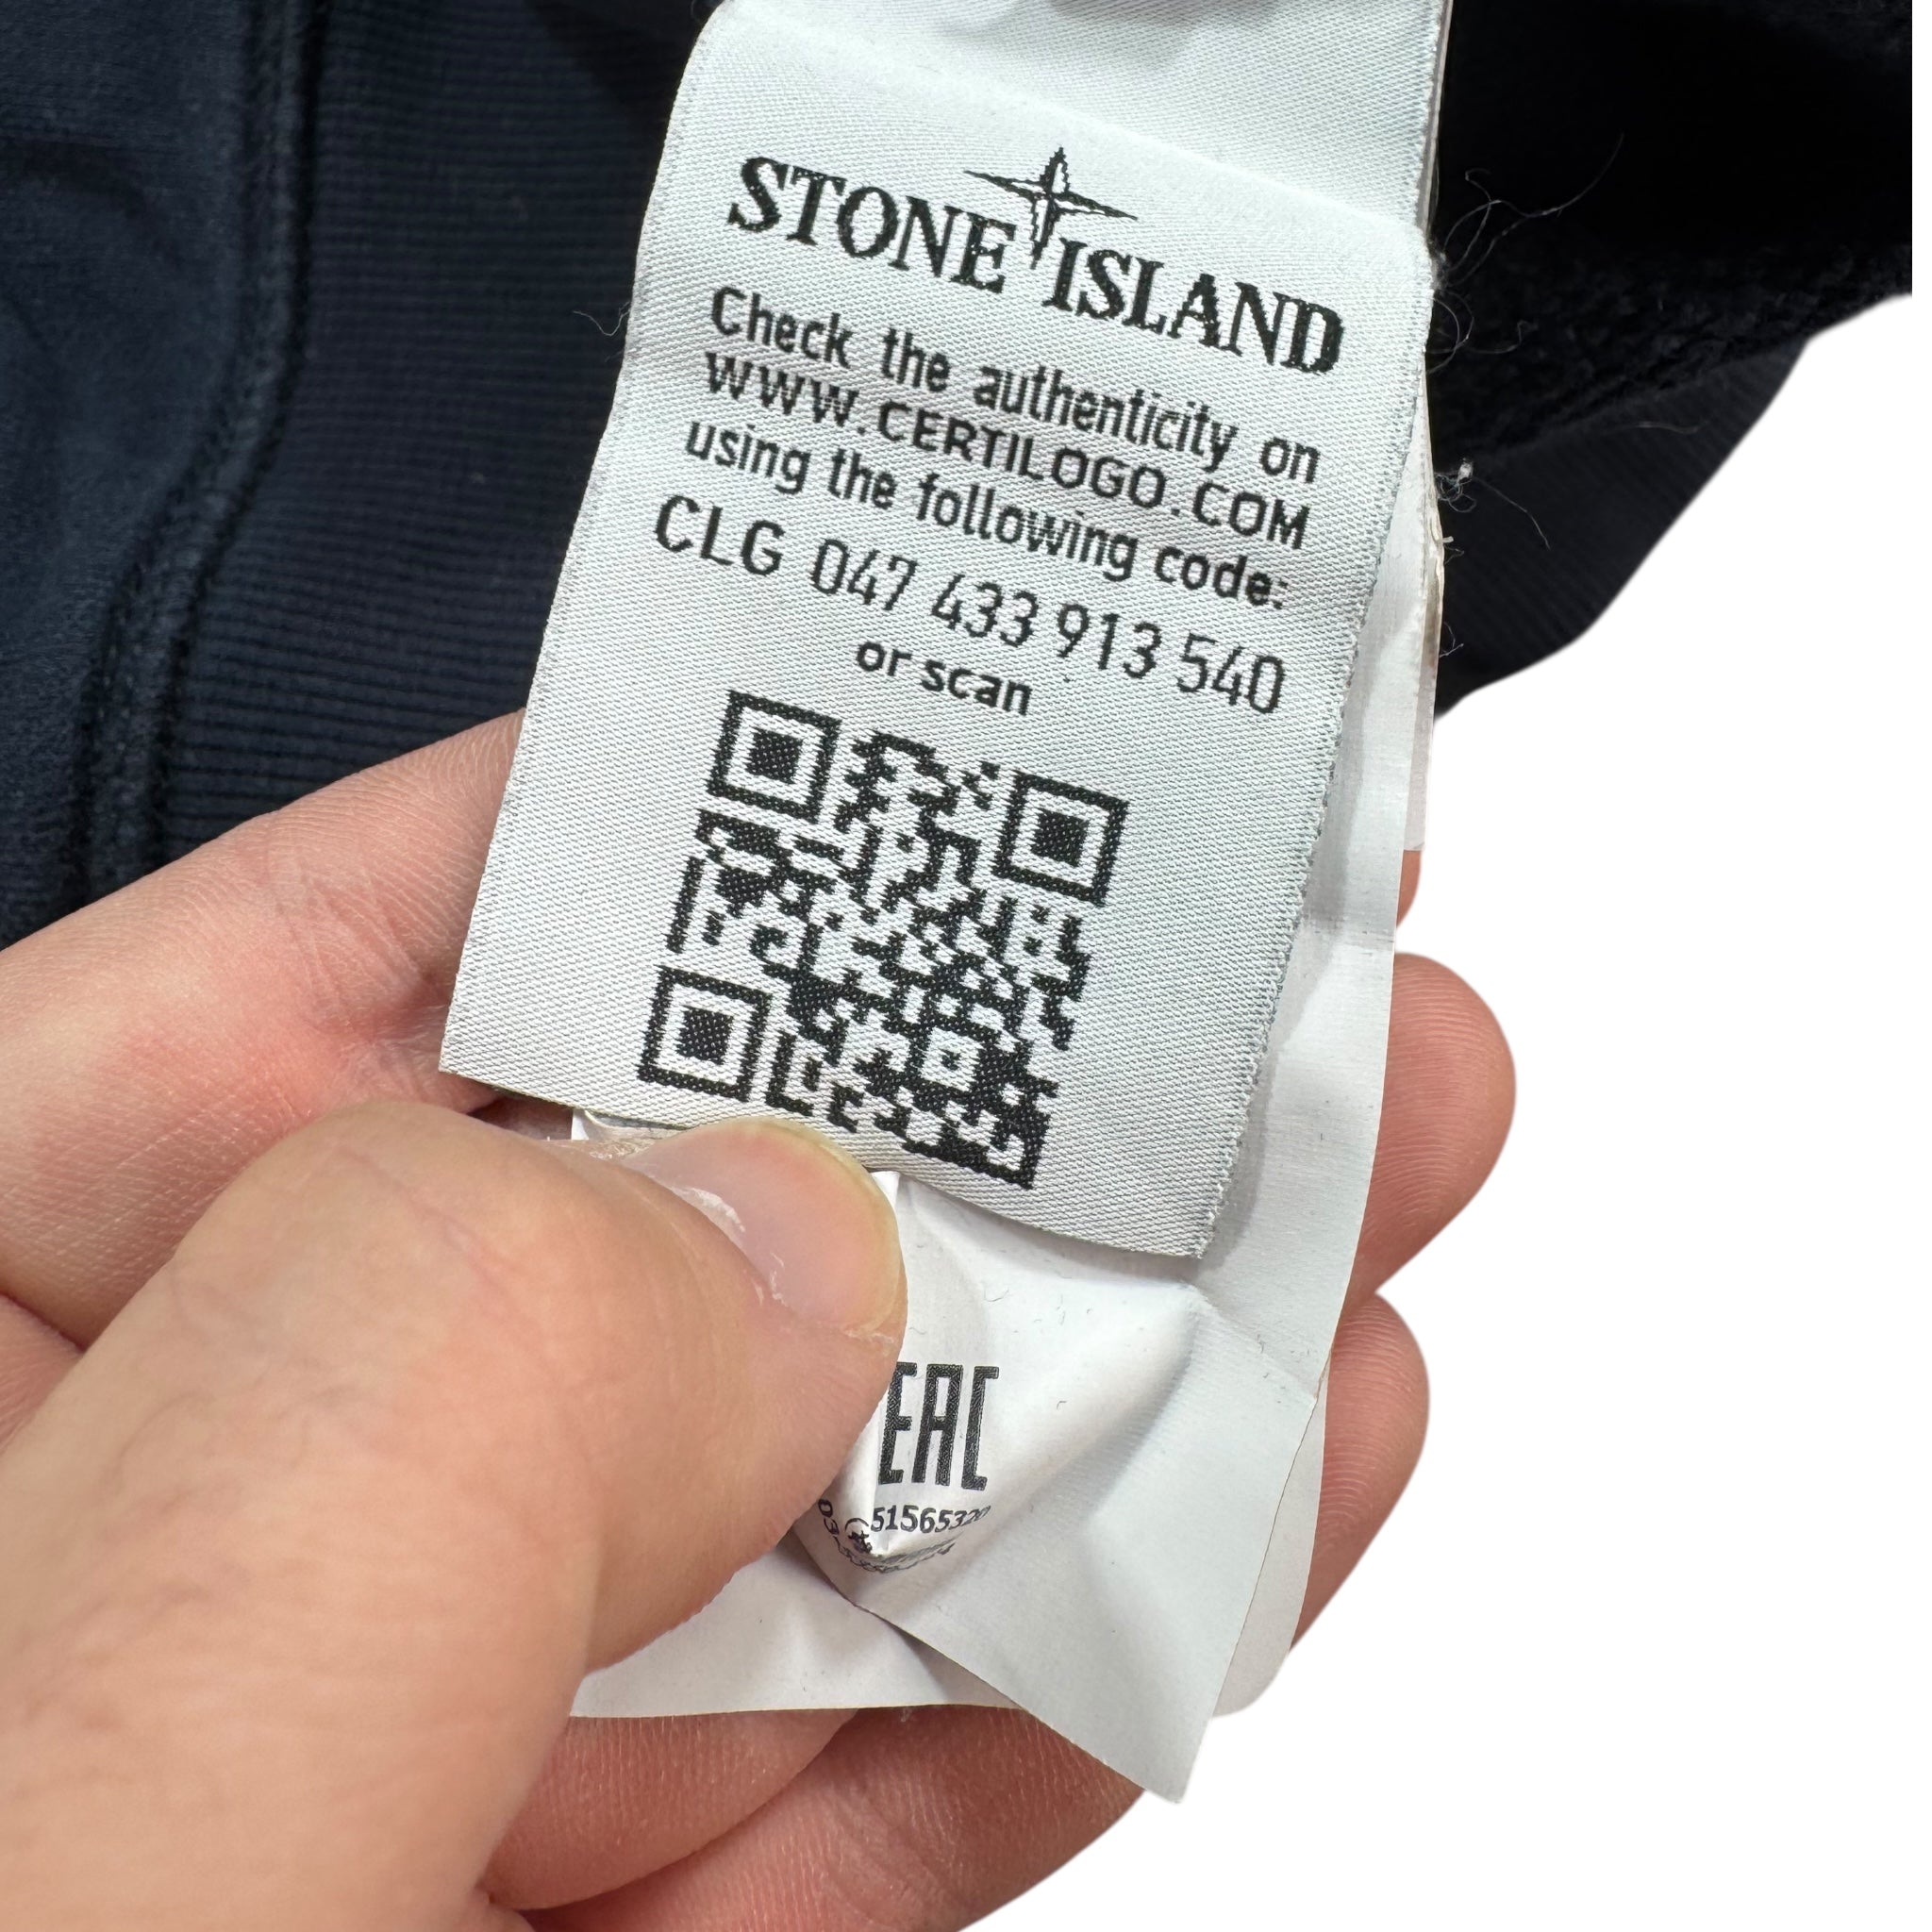 STONE ISLAND
Check the authenticity on
WWW.CERTILOGO.COM
using the following code:
CLG 047 433 913 540
or scan
EAC